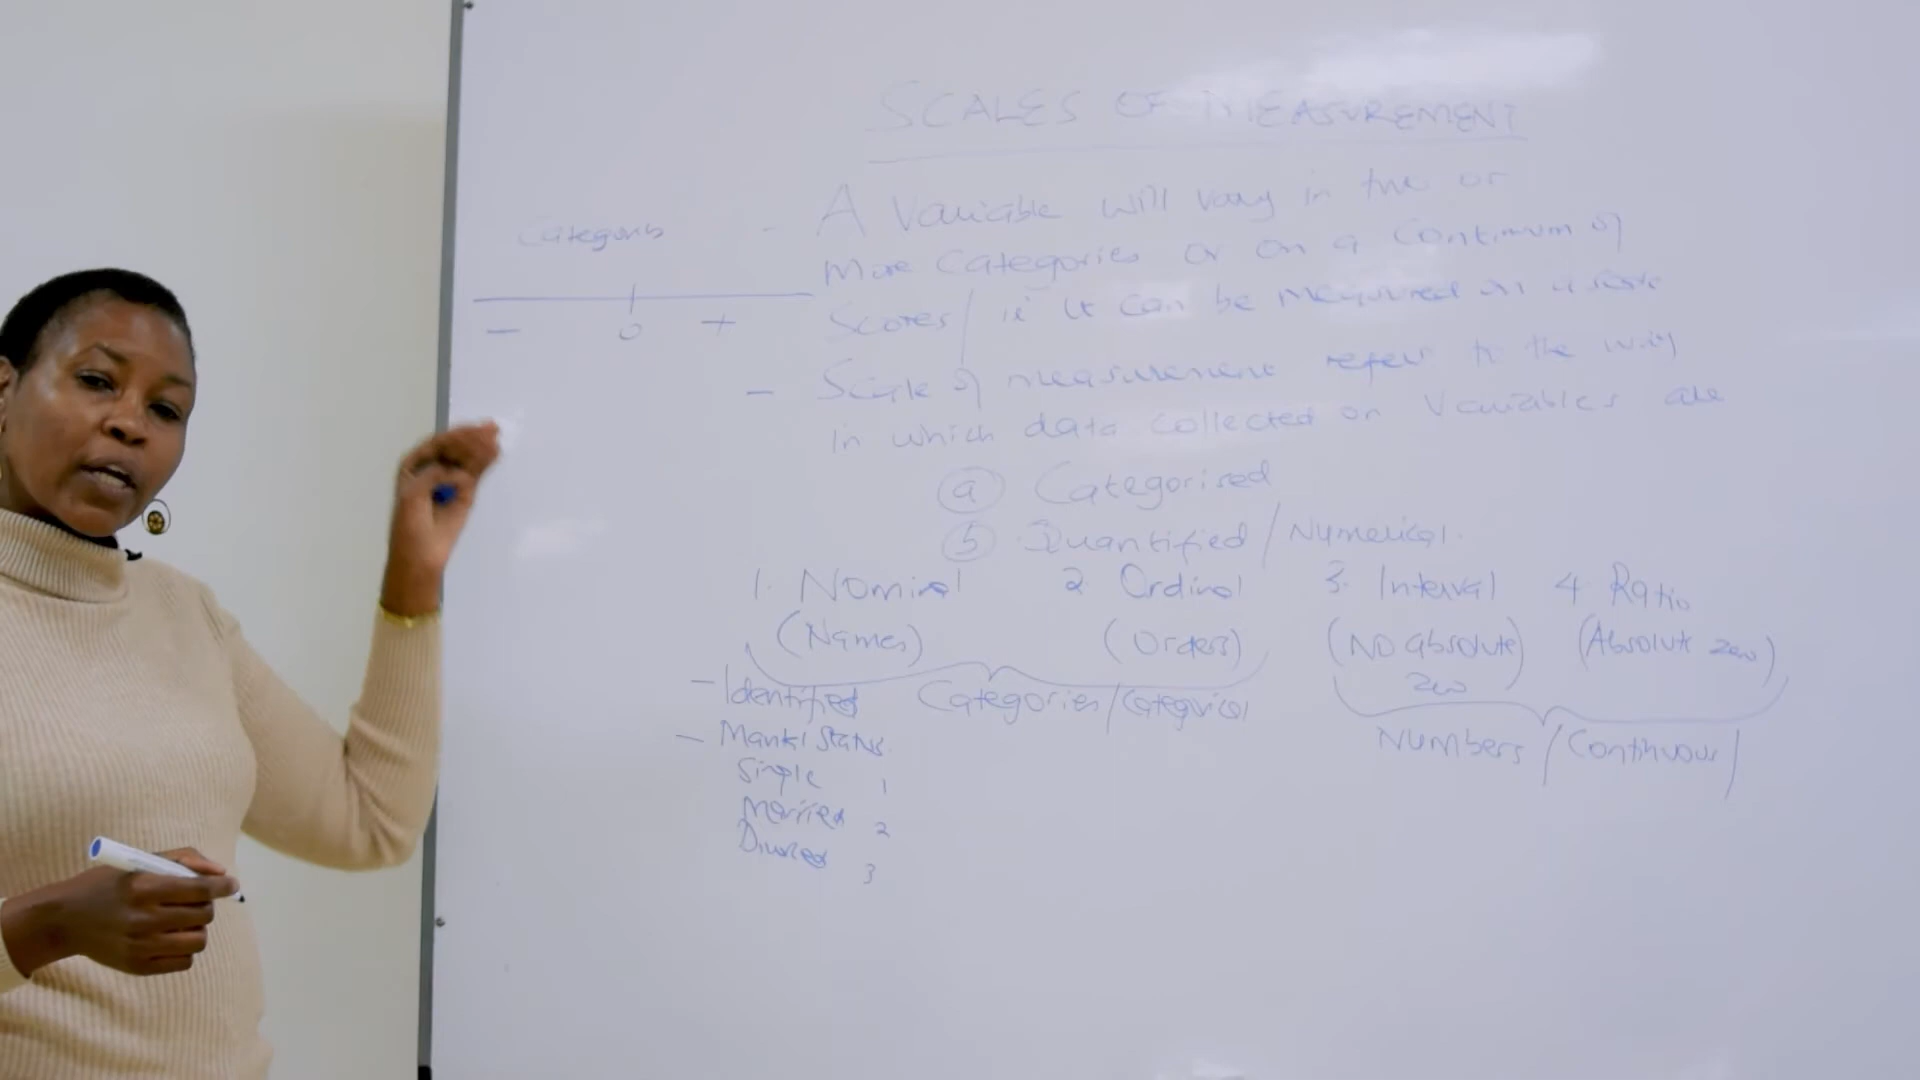 SCALES OF MEASUREMENT
Categoris
- 0 +
- A Variable will vary in two or
More Categories or on a Continuum of
Scores / ie it can be measured on a scale
- Scale of measurement refers to the way
in which data collected on Variables are
(a) Categorised
(b) Quantified / Numerical.
1. Nominal 2 Ordinal 3. Interval 4 Ratio
(Names) (Orders) (No absolute Zero) (Absolute Zero)
- Identified Categories/Categorical
Numbers / Continuous /
- Marital Status
Single 1
Married 2
Divorced 3